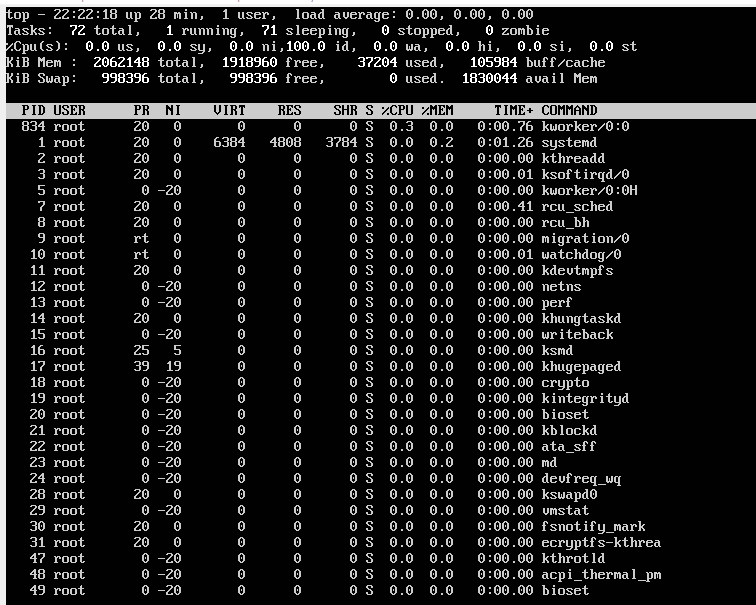 top - 22:22:18 up 28 min,  1 user,  load average: 0.00, 0.00, 0.00
Tasks:  72 total,   1 running,  71 sleeping,   0 stopped,   0 zombie
%Cpu(s):  0.0 us,  0.0 sy,  0.0 ni,100.0 id,  0.0 wa,  0.0 hi,  0.0 si,  0.0 st
KiB Mem :  2062148 total,  1918960 free,    37204 used,   105984 buff/cache
KiB Swap:   998396 total,   998396 free,        0 used.  1830044 avail Mem
PID USER      PR  NI    VIRT    RES    SHR S %CPU %MEM     TIME+ COMMAND
834 root      20   0       0      0      0 S  0.3  0.0   0:00.76 kworker/0:0
1 root      20   0    6384   4808   3784 S  0.0  0.2   0:01.26 systemd
2 root      20   0       0      0      0 S  0.0  0.0   0:00.00 kthreadd
3 root      20   0       0      0      0 S  0.0  0.0   0:00.01 ksoftirqd/0
5 root       0 -20       0      0      0 S  0.0  0.0   0:00.00 kworker/0:0H
7 root      20   0       0      0      0 S  0.0  0.0   0:00.41 rcu_sched
8 root      20   0       0      0      0 S  0.0  0.0   0:00.00 rcu_bh
9 root      rt   0       0      0      0 S  0.0  0.0   0:00.00 migration/0
10 root      rt   0       0      0      0 S  0.0  0.0   0:00.01 watchdog/0
11 root      20   0       0      0      0 S  0.0  0.0   0:00.00 kdevtmpfs
12 root       0 -20       0      0      0 S  0.0  0.0   0:00.00 netns
13 root       0 -20       0      0      0 S  0.0  0.0   0:00.00 perf
14 root      20   0       0      0      0 S  0.0  0.0   0:00.00 khungtaskd
15 root       0 -20       0      0      0 S  0.0  0.0   0:00.00 writeback
16 root      25   5       0      0      0 S  0.0  0.0   0:00.00 ksmd
17 root      39  19       0      0      0 S  0.0  0.0   0:00.00 khugepaged
18 root       0 -20       0      0      0 S  0.0  0.0   0:00.00 crypto
19 root       0 -20       0      0      0 S  0.0  0.0   0:00.00 kintegrityd
20 root       0 -20       0      0      0 S  0.0  0.0   0:00.00 bioset
21 root       0 -20       0      0      0 S  0.0  0.0   0:00.00 kblockd
22 root       0 -20       0      0      0 S  0.0  0.0   0:00.00 ata_sff
23 root       0 -20       0      0      0 S  0.0  0.0   0:00.00 md
24 root       0 -20       0      0      0 S  0.0  0.0   0:00.00 devfreq_wq
28 root      20   0       0      0      0 S  0.0  0.0   0:00.00 kswapd0
29 root       0 -20       0      0      0 S  0.0  0.0   0:00.00 vmstat
30 root      20   0       0      0      0 S  0.0  0.0   0:00.00 fsnotify_mark
31 root      20   0       0      0      0 S  0.0  0.0   0:00.00 ecryptfs-kthrea
47 root       0 -20       0      0      0 S  0.0  0.0   0:00.00 kthrotld
48 root       0 -20       0      0      0 S  0.0  0.0   0:00.00 acpi_thermal_pm
49 root       0 -20       0      0      0 S  0.0  0.0   0:00.00 bioset